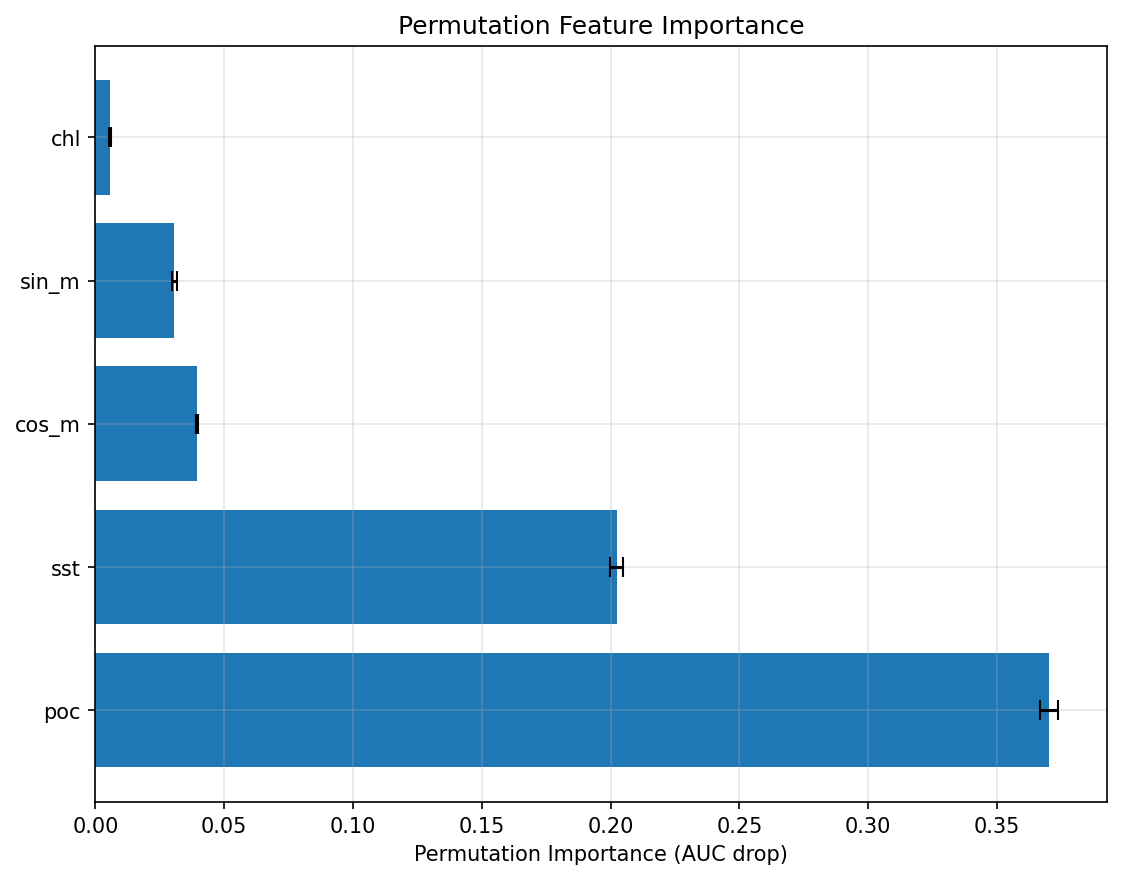 Permutation Feature Importance
chl
sin_m
cos_m
sst
poc
0.00 0.05 0.10 0.15 0.20 0.25 0.30 0.35
Permutation Importance (AUC drop)